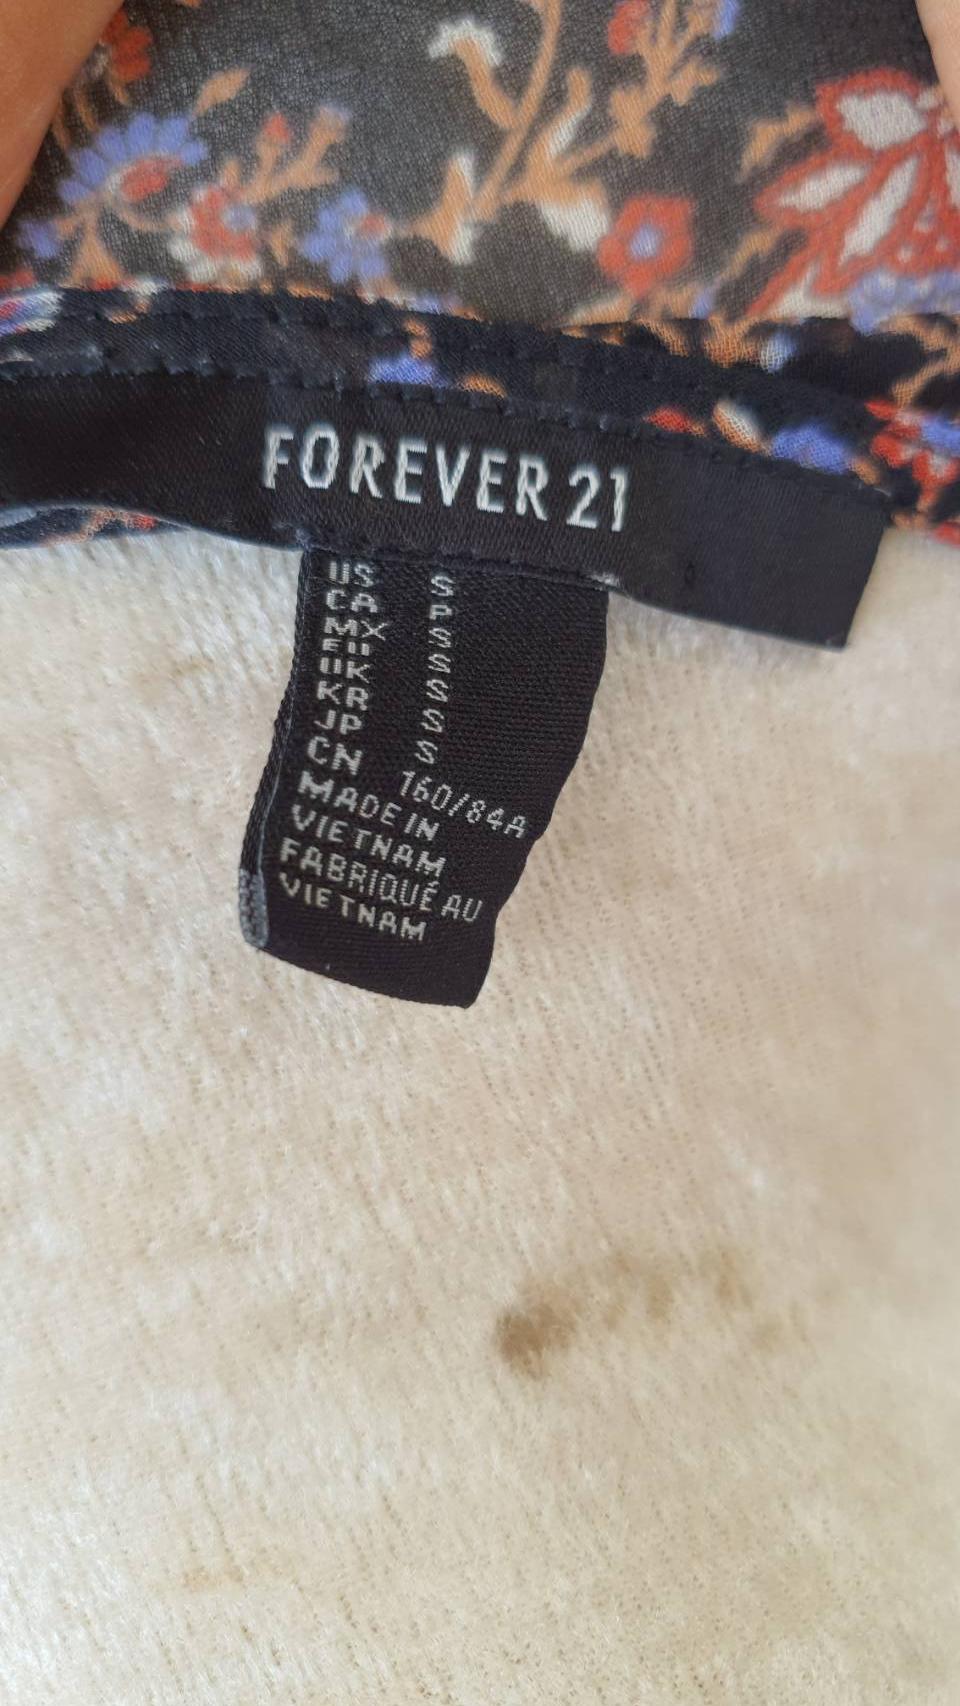 FOREVER 21
US S
CA P
MX S
EU S
UK S
KR S
JP S
CN 160/84A
MADE IN
VIETNAM
FABRIQUÉ AU
VIETNAM